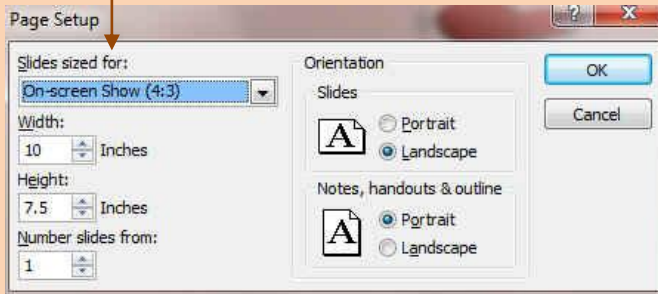 Page Setup
Slides sized for:
On-screen Show (4:3)
Width:
10 Inches
Height:
7.5 Inches
Number slides from:
1
Orientation
Slides
A
Portrait
Landscape
Notes, handouts & outline
A
Portrait
Landscape
OK
Cancel